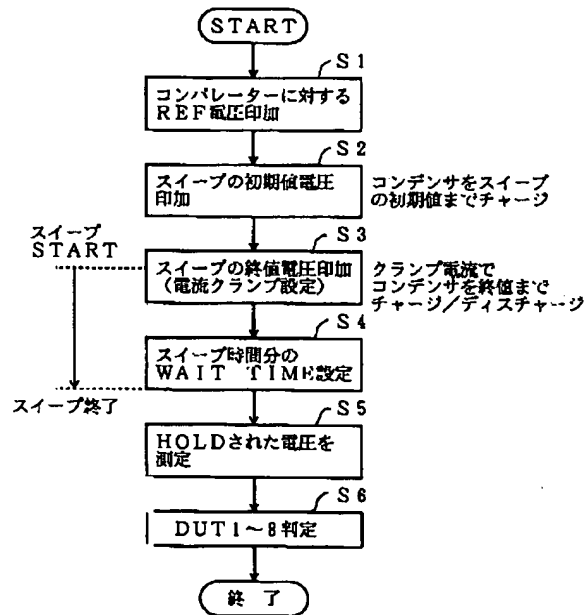 START
S1
コンパレーターに対する
REF電圧印加
S2
スイープの初期値電圧
印加
コンデンサをスイープ
の初期値までチャージ
スイープ
START
S3
スイープの終値電圧印加
(電流クランプ設定)
クランプ電流で
コンデンサを終値まで
チャージ/ディスチャージ
S4
スイープ時間分の
WAIT TIME設定
スイープ終了
S5
HOLDされた電圧を
測定
S6
DUT1~8判定
終了